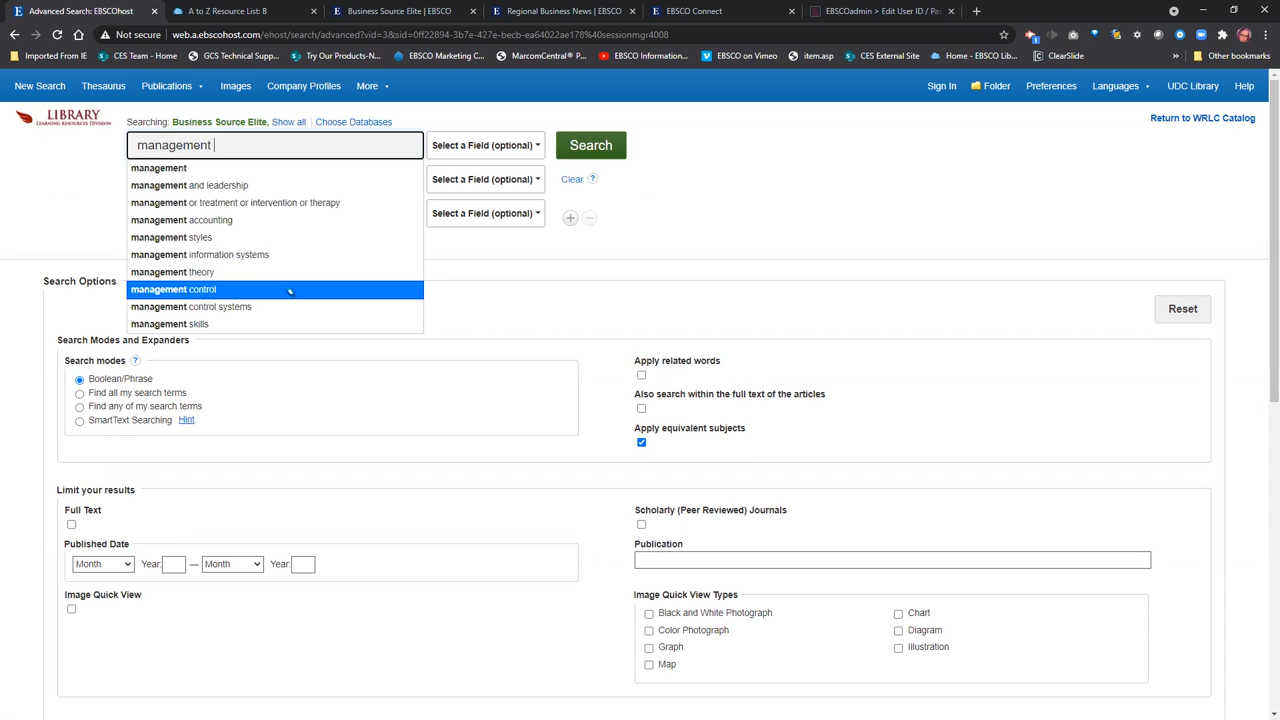 Advanced Search: EBSCOhost
A to Z Resource List: B
Business Source Elite | EBSCO
Regional Business News | EBSCO
EBSCO Connect
EBSCOadmin > Edit User ID / Pas
Not secure | web.a.ebscohost.com/ehost/search/advanced?vid=3&sid=0ff22894-3b7e-427e-becb-ea64022ae178%40sessionmgr4008
Imported From IE
CES Team - Home
GCS Technical Sup...
Try Our Products-N...
EBSCO Marketing C...
MarcomCentral® P...
EBSCO Information...
EBSCO on Vimeo
item.asp
CES External Site
Home - EBSCO Lib...
ClearSlide
»
Other bookmarks
New Search
Thesaurus
Publications
Images
Company Profiles
More
Sign In
Folder
Preferences
Languages
UDC Library
Help
LIBRARY
LEARNING RESOURCES DIVISION
Searching: Business Source Elite, Show all | Choose Databases
Return to WRLC Catalog
management
Select a Field (optional)
Search
management
management and leadership
Select a Field (optional)
Clear
?
management or treatment or intervention or therapy
management accounting
Select a Field (optional)
management styles
management information systems
management theory
management control
management control systems
management skills
Search Options
Reset
Search Modes and Expanders
Search modes ?
Boolean/Phrase
Find all my search terms
Find any of my search terms
SmartText Searching Hint
Apply related words
Also search within the full text of the articles
Apply equivalent subjects
Limit your results
Full Text
Scholarly (Peer Reviewed) Journals
Published Date
Month Year: — Month Year:
Publication
Image Quick View
Image Quick View Types
Black and White Photograph
Chart
Color Photograph
Diagram
Graph
Illustration
Map